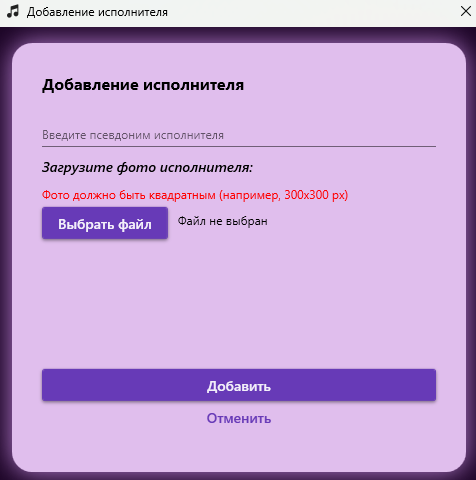 Добавление исполнителя
Добавление исполнителя
Введите псевдоним исполнителя
Загрузите фото исполнителя:
Фото должно быть квадратным (например, 300x300 px)
Выбрать файл Файл не выбран
Добавить
Отменить